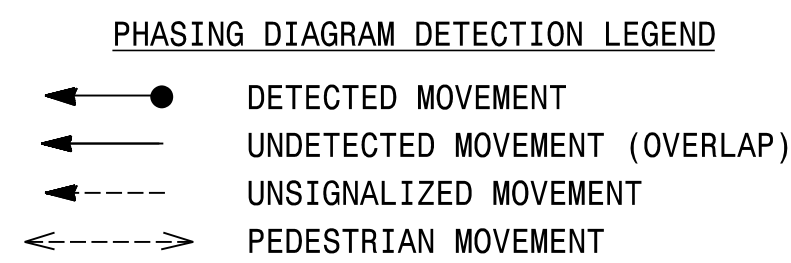 PHASING DIAGRAM DETECTION LEGEND
DETECTED MOVEMENT
UNDETECTED MOVEMENT (OVERLAP)
UNSIGNALIZED MOVEMENT
PEDESTRIAN MOVEMENT